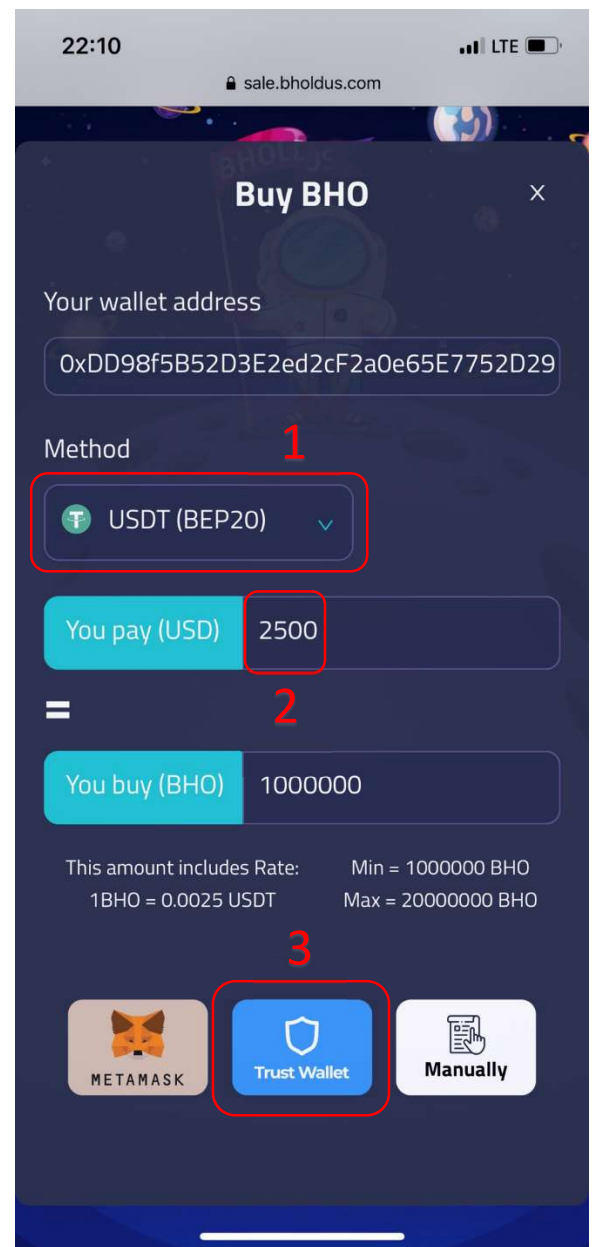 22:10
LTE
sale.bholdus.com
BHOLDUS
Buy BHO
X
Your wallet address
0xDD98f5B52D3E2ed2cF2a0e65E7752D29
Method
1
USDT (BEP20)
You pay (USD)
2500
=
2
You buy (BHO)
1000000
This amount includes Rate:
1BHO = 0.0025 USDT
Min = 1000000 BHO
Max = 20000000 BHO
3
METAMASK
Trust Wallet
Manually